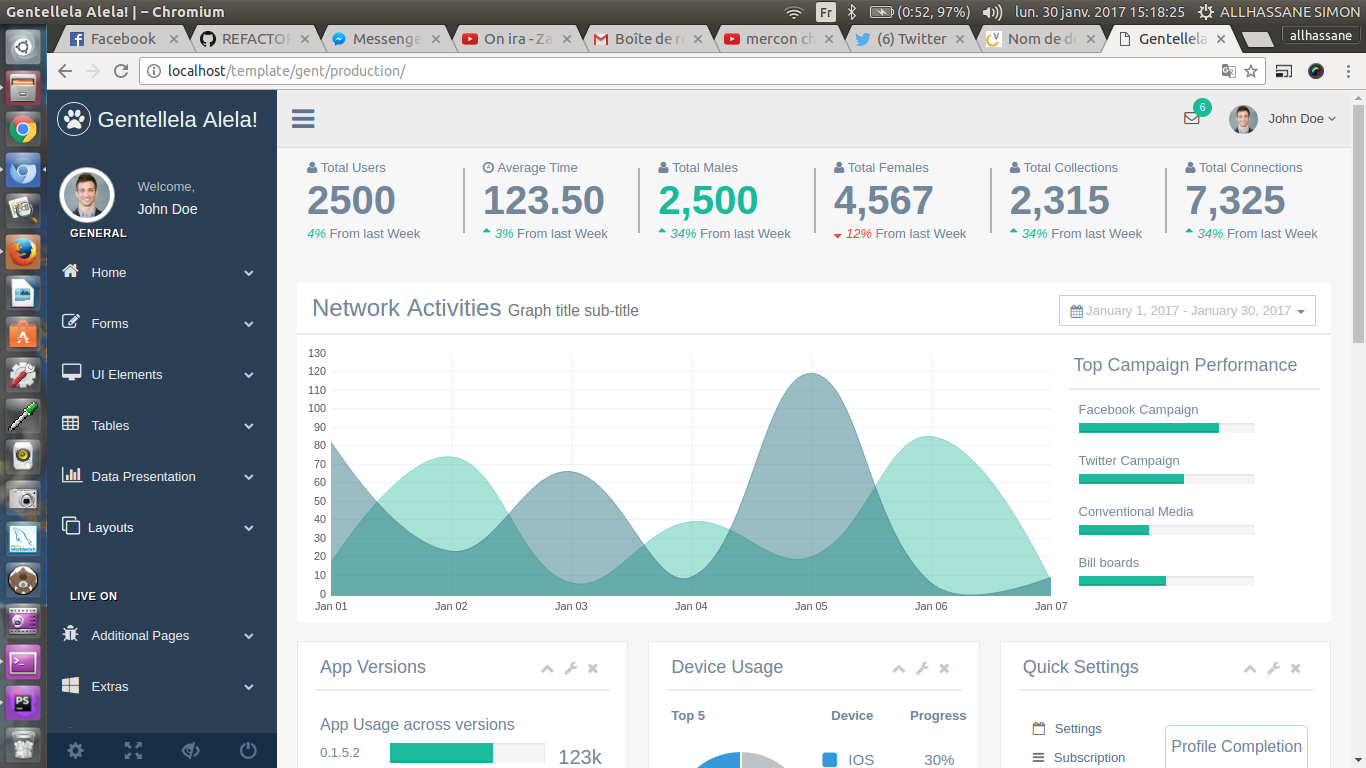 Gentellela Alela! | – Chromium
Fr
(0:52, 97%)
lun. 30 janv. 2017 15:18:25
ALLHASSANE SIMON
Facebook
REFACTOR
Messenge
On ira - Za
Boîte de r
mercon ch
(6) Twitter
Nom de do
Gentellela
allhassane
localhost/template/gent/production/
Gentellela Alela!
6
John Doe
Welcome,
John Doe
GENERAL
Home
Forms
UI Elements
Tables
Data Presentation
Layouts
LIVE ON
Additional Pages
Extras
Total Users
2500
4% From last Week
Average Time
123.50
3% From last Week
Total Males
2,500
34% From last Week
Total Females
4,567
12% From last Week
Total Collections
2,315
34% From last Week
Total Connections
7,325
34% From last Week
Network Activities Graph title sub-title
January 1, 2017 - January 30, 2017
130
120
110
100
90
80
70
60
50
40
30
20
10
0
Jan 01
Jan 02
Jan 03
Jan 04
Jan 05
Jan 06
Jan 07
Top Campaign Performance
Facebook Campaign
Twitter Campaign
Conventional Media
Bill boards
App Versions
App Usage across versions
0.1.5.2
123k
Device Usage
Top 5
Device
Progress
IOS
30%
Quick Settings
Settings
Subscription
Profile Completion
PS